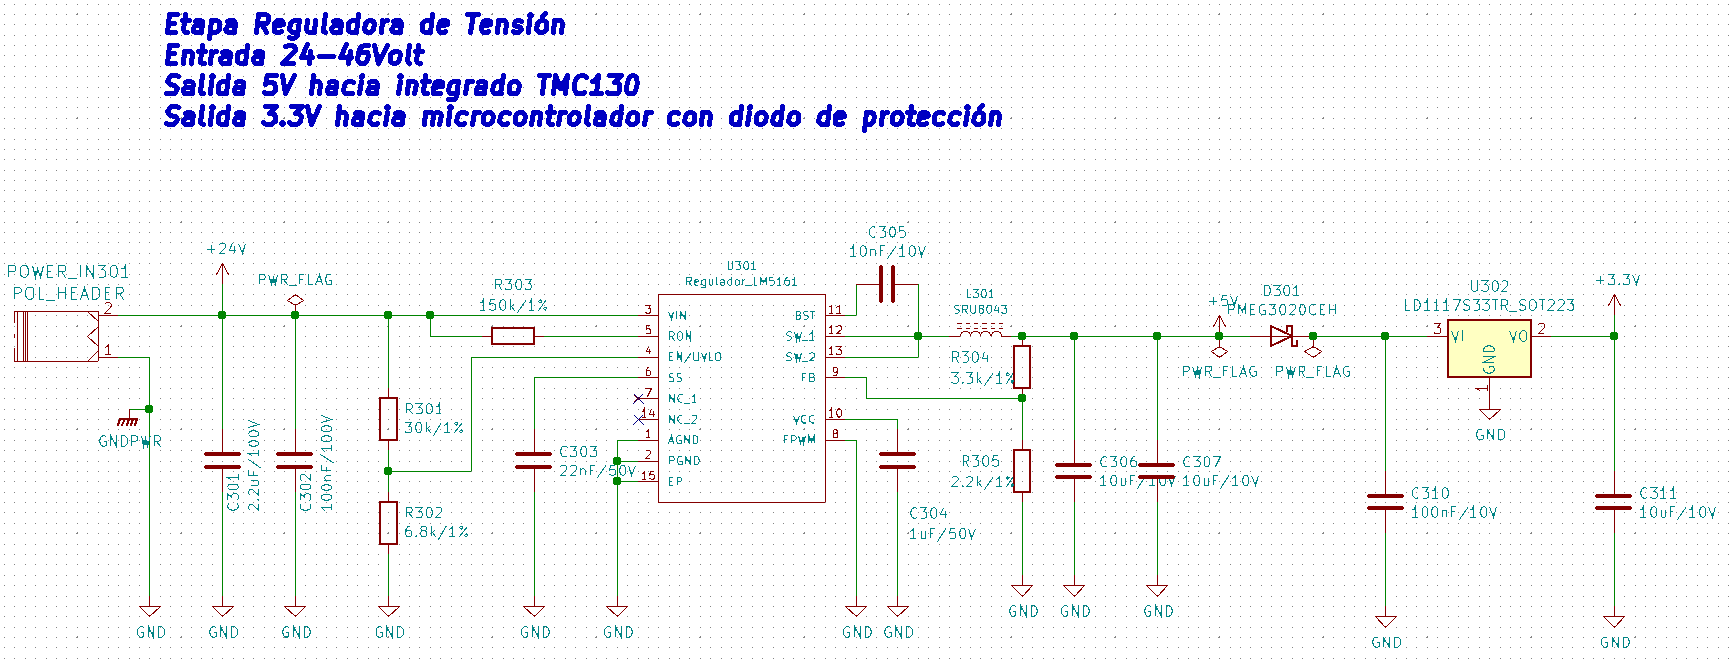 Etapa Reguladora de Tensión
Entrada 24-46Volt
Salida 5V hacia integrado TMC130
Salida 3.3V hacia microcontrolador con diodo de protección
POWER_IN301
POL_HEADER
2
1
GNDPWR
GND
+24V
C301
2.2uF/100V
GND
PWR_FLAG
C302
100nF/100V
GND
R301
30k/1%
R302
6.8k/1%
GND
R303
150k/1%
C303
22nF/50V
GND
GND
U301
Regulador_LM5161
3 VIN
5 RON
4 EN/UVLO
6 SS
7 NC_1
14 NC_2
1 AGND
2 PGND
15 EP
BST 11
SW_1 12
SW_2 13
FB 9
VCC 10
FPWM 8
C305
10nF/10V
GND
C304
1uF/50V
GND
L301
SRU8043
R304
3.3k/1%
R305
2.2k/1%
GND
C306
10uF/10V
GND
C307
10uF/10V
GND
+5V
PWR_FLAG
D301
PMEG3020CEH
PWR_FLAG
C310
100nF/10V
GND
U302
LD1117S33TR_SOT223
3 VI
VO 2
GND
1
GND
+3.3V
C311
10uF/10V
GND